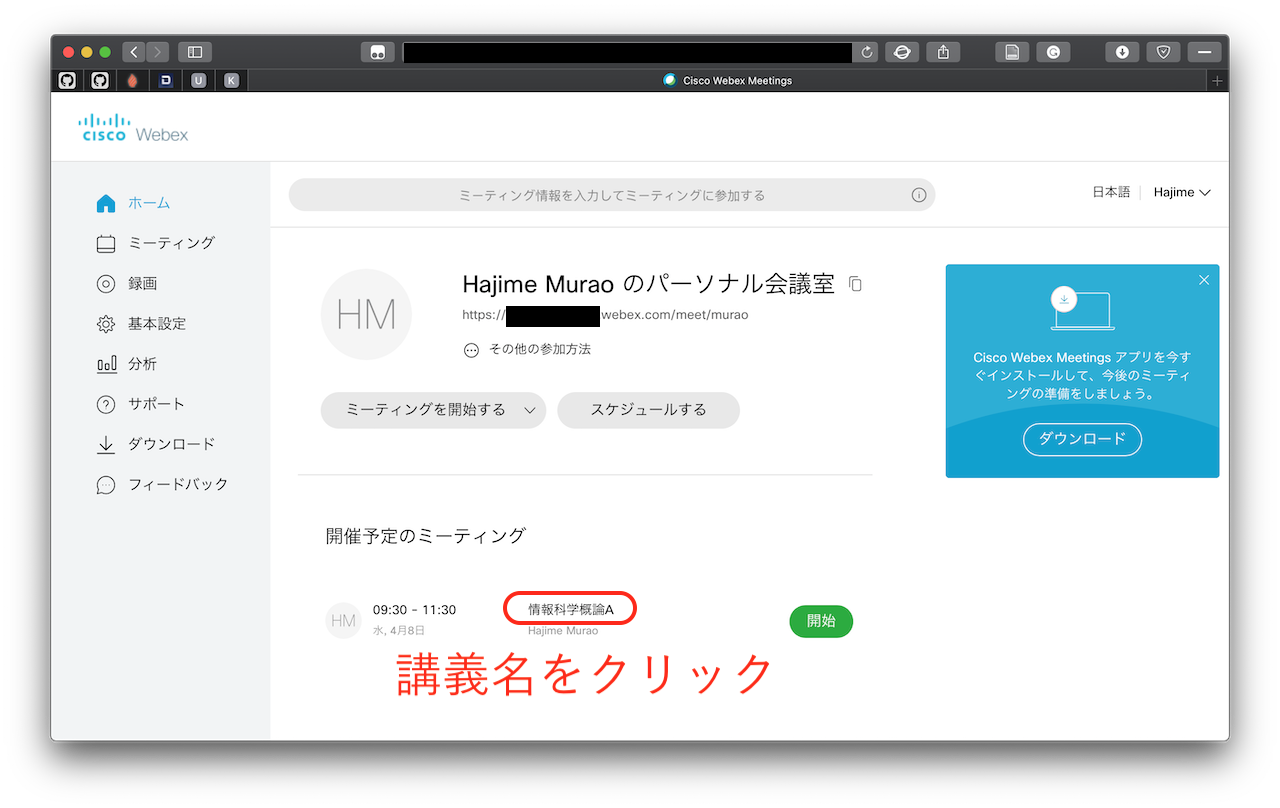 Cisco Webex Meetings
D
U
K
cisco Webex
ホーム
ミーティング
録画
基本設定
分析
サポート
ダウンロード
フィードバック
ミーティング情報を入力してミーティングに参加する
日本語
Hajime
HM
Hajime Murao のパーソナル会議室
https://
webex.com/meet/murao
その他の参加方法
ミーティングを開始する
スケジュールする
Cisco Webex Meetings アプリを今す
ぐインストールして、今後のミーティ
ングの準備をしましょう。
ダウンロード
開催予定のミーティング
HM
09:30 - 11:30
水, 4月8日
情報科学概論A
Hajime Murao
開始
講義名をクリック